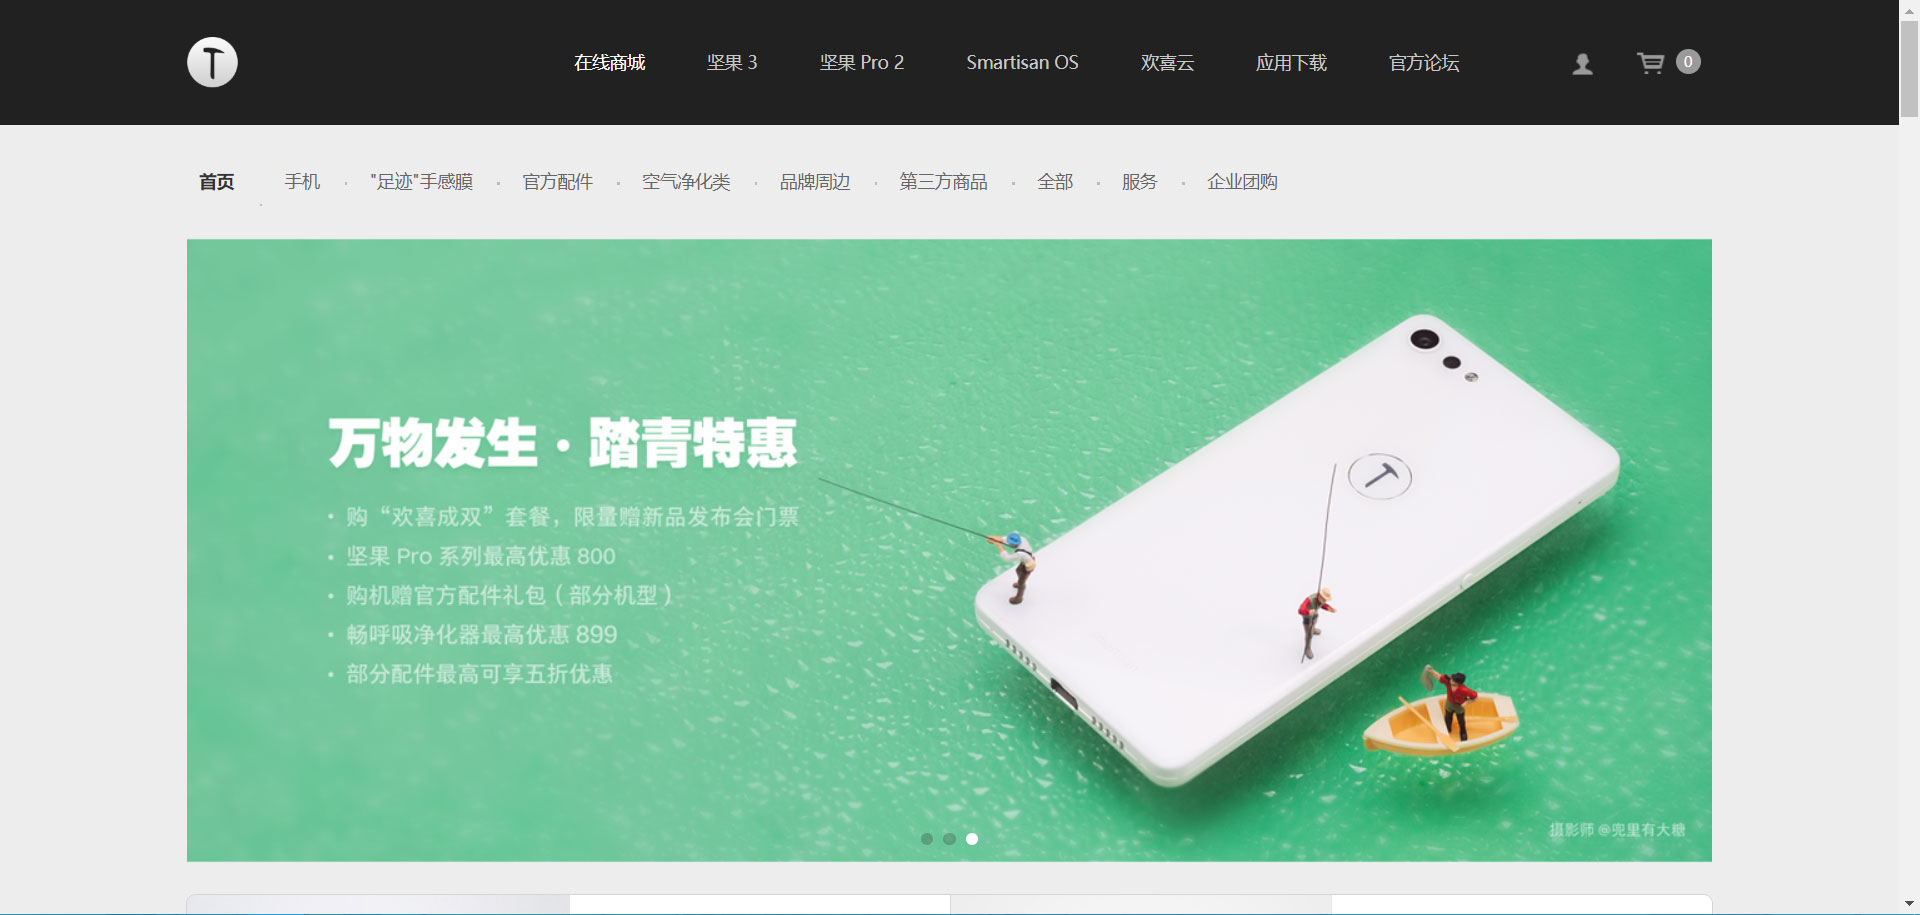 在线商城 坚果 3 坚果 Pro 2 Smartisan OS 欢喜云 应用下载 官方论坛 0
首页 手机 · "足迹"手感膜 · 官方配件 · 空气净化类 · 品牌周边 · 第三方商品 · 全部 · 服务 · 企业团购
万物发生 · 踏青特惠
· 购“欢喜成双”套餐，限量赠新品发布会门票
· 坚果 Pro 系列最高优惠 800
· 购机赠官方配件礼包（部分机型）
· 畅呼吸净化器最高优惠 899
· 部分配件最高可享五折优惠
摄影师 @兜里有大糖